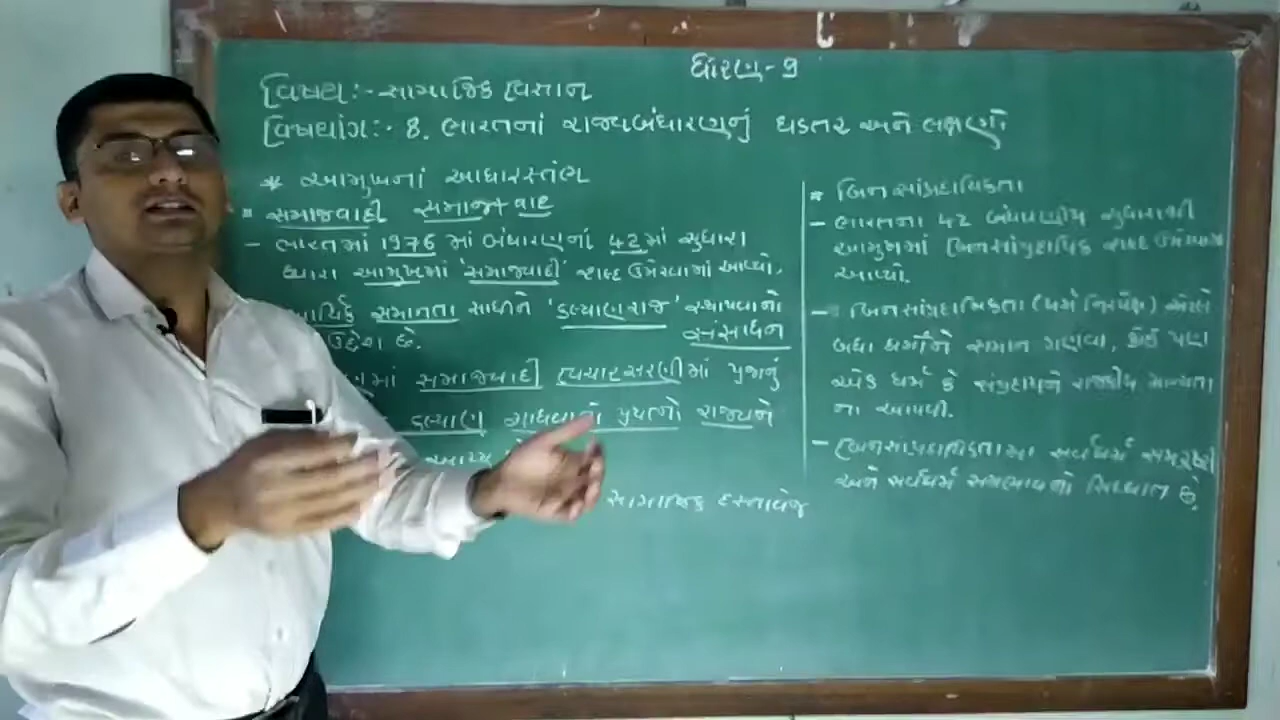 ધોરણ-9
વિષય:- સામાજિક વિજ્ઞાન
વિષયાંગ:- 8. ભારતનાં રાજ્યબંધારણનું ઘડતર અને લક્ષણો
* આમુખનાં આધારસ્તંભ
* સમાજવાદી સમાજ+વાદ
- ભારતમાં 1976 માં બંધારણનાં 42માં સુધારા
દ્વારા આમુખમાં 'સમાજવાદી' શબ્દ ઉમેરવામાં આવ્યો.
આર્થિક સમાનતા સાધીને 'કલ્યાણરાજ' સ્થાપવાનો
ઉદ્દેશ છે. સંસાધન
સમાજવાદી વિચારસરણીમાં પ્રજાનું
કલ્યાણ સાધવાનાં પ્રયત્નો રાજ્યને
સામાજિક દસ્તાવેજ
* બિનસાંપ્રદાયિકતા
- ભારતના 42 બંધારણીય સુધારાથી
આમુખમાં બિનસાંપ્રદાયિક શબ્દ ઉમેરવામાં
આવ્યો.
- બિનસાંપ્રદાયિકતા (ધર્મ નિરપેક્ષ) એટલે
બધા ધર્મોને સમાન ગણવા, કોઈ પણ
એક ધર્મ કે સંપ્રદાયને રાજકીય માન્યતા
ના આપવી.
- બિનસાંપ્રદાયિકતામાં સર્વધર્મ
અને સર્વધર્મ સમભાવનો સિધ્ધાંત છે.